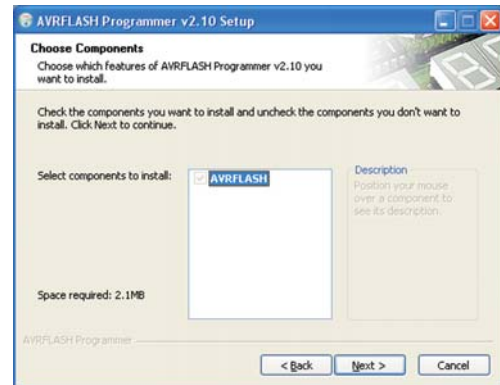 AVRFLASH Programmer v2.10 Setup
Choose Components
Choose which features of AVRFLASH Programmer v2.10 you
want to install.
Check the components you want to install and uncheck the components you don't want to
install. Click Next to continue.
Select components to install:
AVRFLASH
Description
Position your mouse
over a component to
see its description.
Space required: 2.1MB
AVRFLASH Programmer
< Back
Next >
Cancel